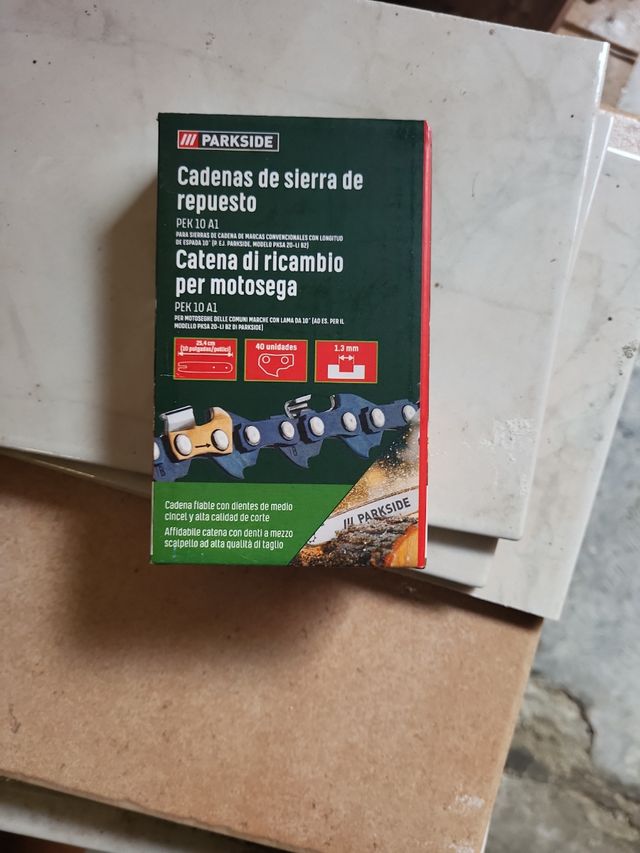 /// PARKSIDE
Cadenas de sierra de
repuesto
PEK 10 A1
PARA SIERRAS DE CADENA DE MARCAS CONVENCIONALES CON LONGITUD
DE ESPADA 10" (P. EJ. PARKSIDE, MODELO PKSA 20-LI B2)
Catena di ricambio
per motosega
PEK 10 A1
PER MOTOSEGHE DELLE COMUNI MARCHE CON LAMA DA 10" (AD ES. PER IL
MODELLO PKSA 20-LI B2 DI PARKSIDE)
25,4 cm
(10 pulgadas/pollici)
40 unidades
1.3 mm
Cadena fiable con dientes de medio
cincel y alta calidad de corte
Affidabile catena con denti a mezzo
scalpello ad alta qualità di taglio
/// PARKSIDE